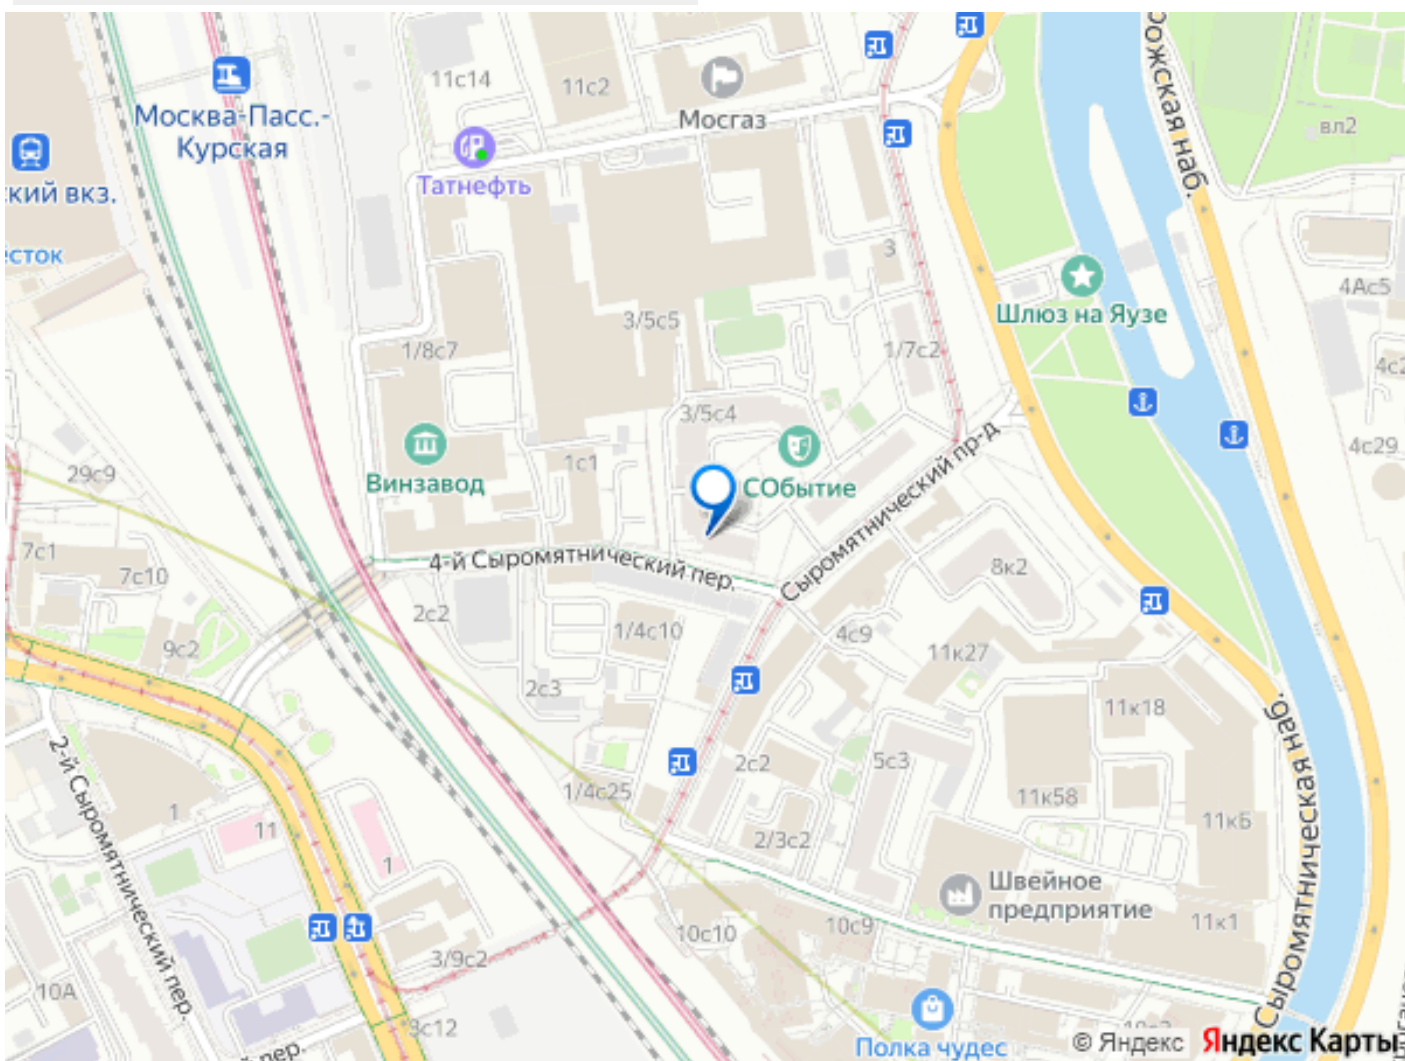 ожская наб.
11с14
11с2
Москва-Пасс.-
Курская
Мосгаз
вл2
Татнефть
кий вкз.
3
сток
4Ас5
Шлюз на Яузе
3/5с5
1/8с7
1/7с2
3/5с4
4с29
Винзавод
1с1
29с9
СОбытие
Сыромятнический пр-д
7с1
7с10
4-й Сыромятнический пер.
8к2
2с2
1/4с10
4с9
9с2
11к27
2с3
11к18
2-й Сыромятнический пер.
2с2
5с3
1/4с25
11к58
1
11
11кБ
2/3с2
1
Сыромятническая наб.
Швейное
предприятие
10с10
10с9
11к1
3/9с2
10А
3с12
пер.
Полка чудес
© Яндекс Яндекс Карты